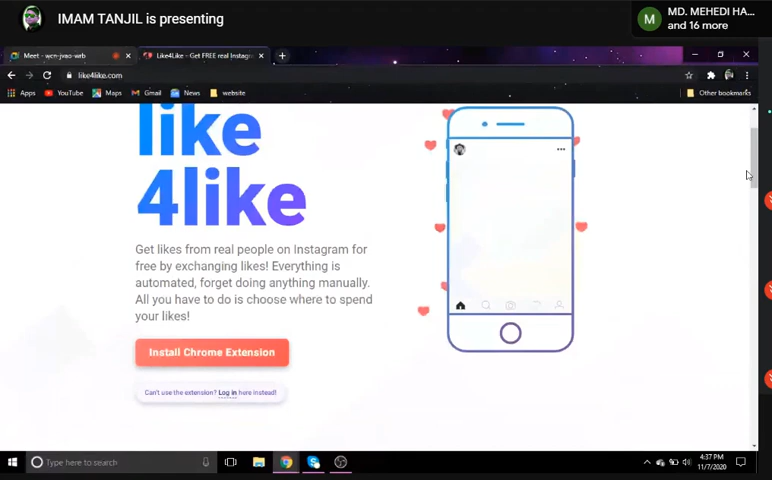 IMAM TANJIL is presenting
M
MD. MEHEDI HA...
and 16 more
Meet - wcn-jvao-wrb
Like4Like - Get FREE real Instagr
like4like.com
Apps
YouTube
Maps
Gmail
News
website
Other bookmarks
like
4like
Get likes from real people on Instagram for
free by exchanging likes! Everything is
automated, forget doing anything manually.
All you have to do is choose where to spend
your likes!
Install Chrome Extension
Can't use the extension? Log in here instead!
Type here to search
4:37 PM
11/7/2020